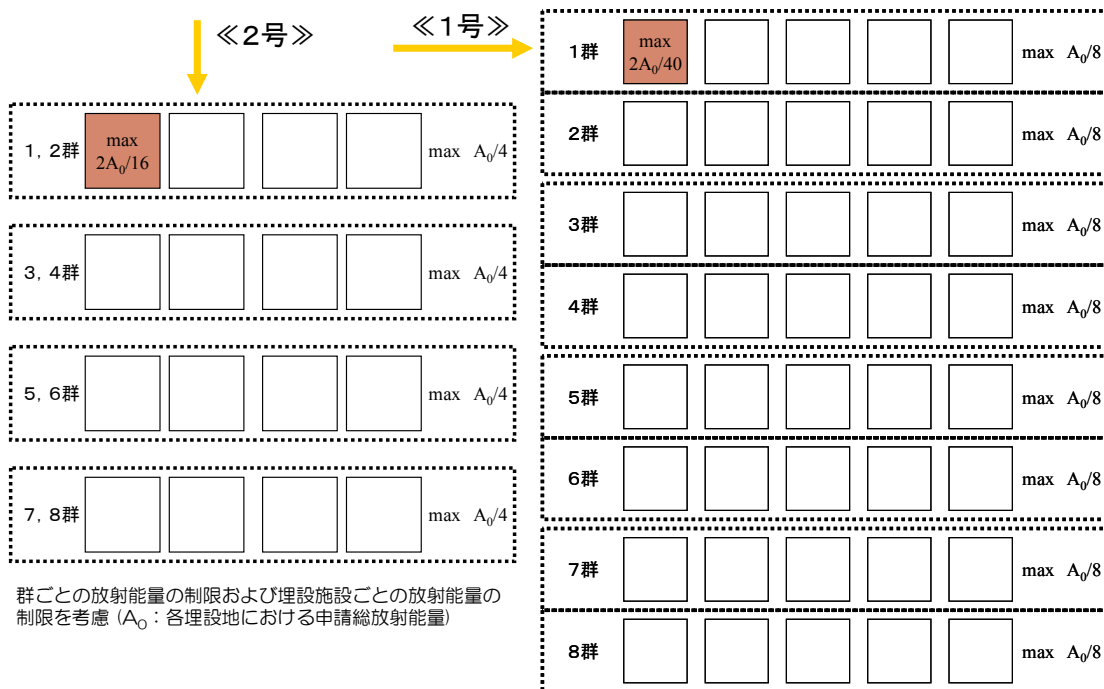 ≪2号≫
1, 2群 max 2A₀/16 max A₀/4
3, 4群 max A₀/4
5, 6群 max A₀/4
7, 8群 max A₀/4
群ごとの放射能量の制限および埋設施設ごとの放射能量の
制限を考慮 (A₀：各埋設地における申請総放射能量)
≪1号≫
1群 max 2A₀/40 max A₀/8
2群 max A₀/8
3群 max A₀/8
4群 max A₀/8
5群 max A₀/8
6群 max A₀/8
7群 max A₀/8
8群 max A₀/8